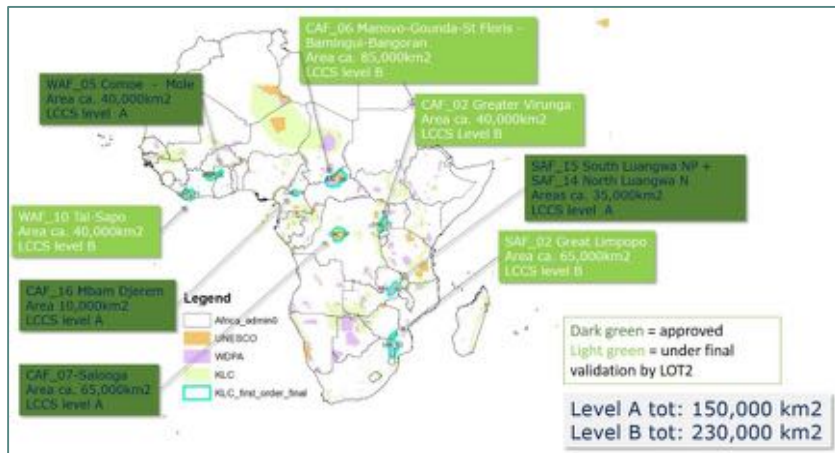 CAF_06 Manovo-Gounda-St Floris -
Bamingui-Bangoran
Area ca. 85,000km2
LCCS level B
WAF_05 Comoe - Mole
Area ca. 40,000km2
LCCS level A
CAF_02 Greater Virunga
Area ca. 40,000km2
LCCS Level B
SAF_15 South Luangwa NP +
SAF_14 North Luangwa N
Areas ca. 35,000km2
LCCS level A
WAF_10 Tai-Sapo
Area ca. 40,000km2
LCCS level B
SAF_02 Great Limpopo
Area ca. 65,000km2
LCCS level B
CAF_16 Mbam Djerem
Area 10,000km2
LCCS level A
CAF_07-Salonga
Area ca. 65,000km2
LCCS level A
Legend
Africa_admin0
UNESCO
WDPA
KLC
KLC_first_order_final
Dark green = approved
Light green = under final
validation by LOT2
Level A tot: 150,000 km2
Level B tot: 230,000 km2